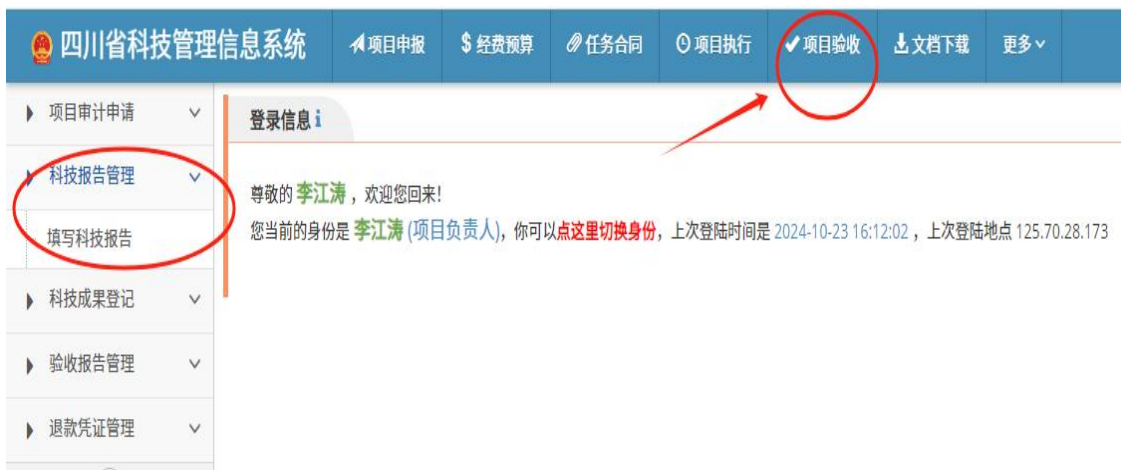 四川省科技管理信息系统 项目申报 $ 经费预算 任务合同 项目执行 项目验收 文档下载 更多
项目审计申请
科技报告管理
填写科技报告
科技成果登记
验收报告管理
退款凭证管理
登录信息 i
尊敬的 李江涛 ，欢迎您回来！
您当前的身份是 李江涛 (项目负责人)，你可以点这里切换身份，上次登陆时间是 2024-10-23 16:12:02 ，上次登陆地点 125.70.28.173